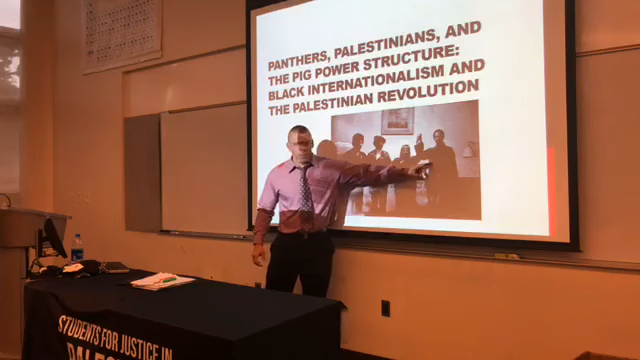 PANTHERS, PALESTINIANS, AND
THE PIG POWER STRUCTURE:
BLACK INTERNATIONALISM AND
THE PALESTINIAN REVOLUTION
STUDENTS FOR JUSTICE IN